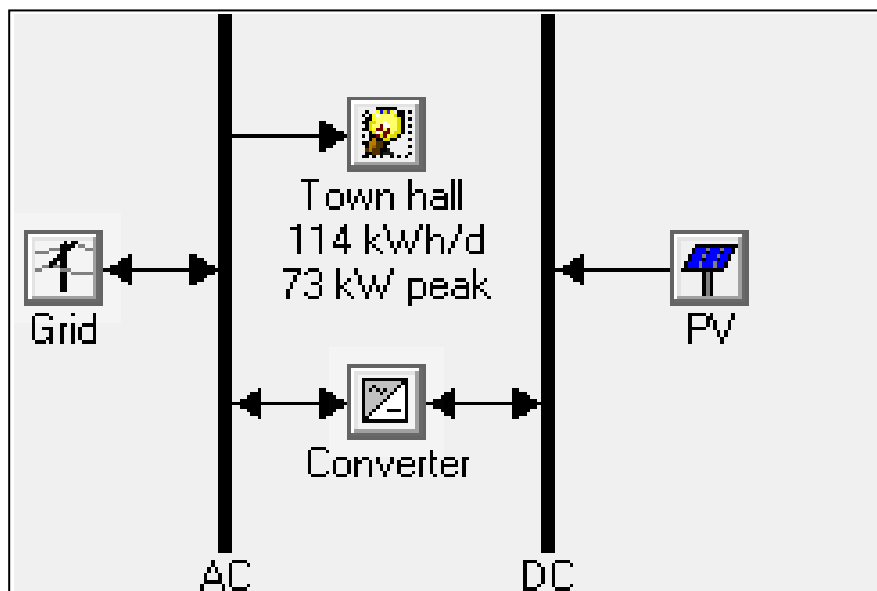 Town hall
114 kWh/d
73 kW peak
Grid
PV
Converter
AC
DC